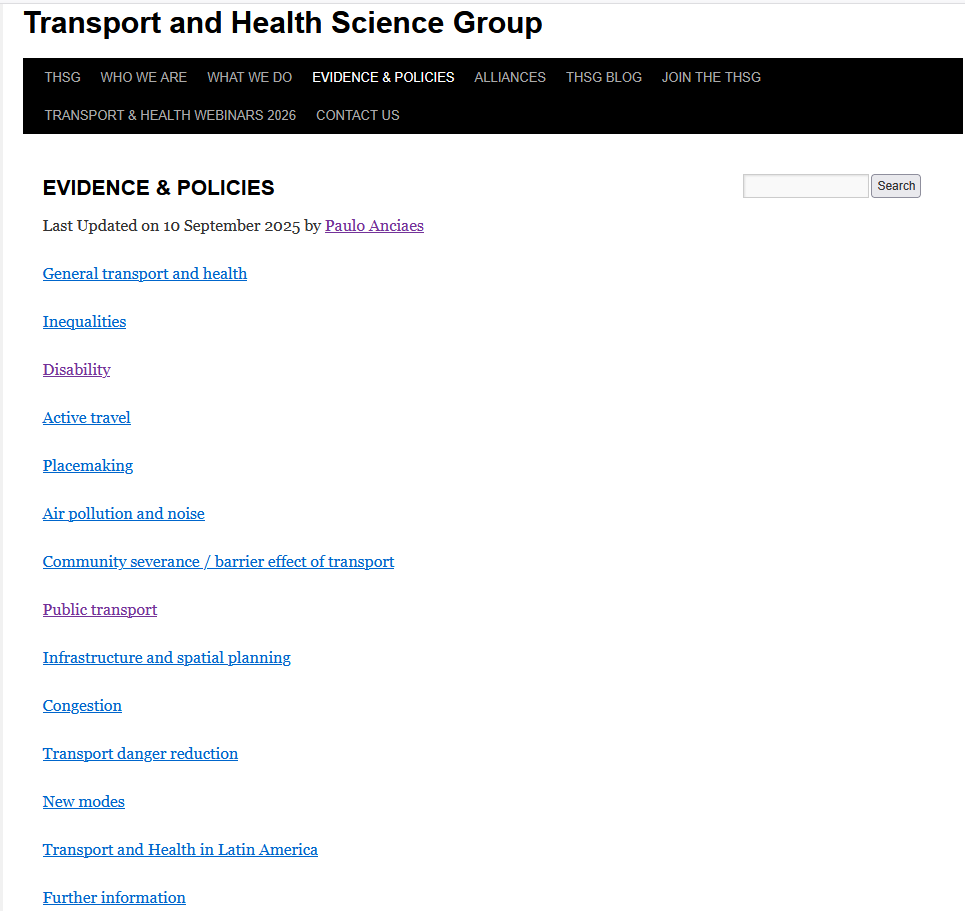 Transport and Health Science Group
THSG WHO WE ARE WHAT WE DO EVIDENCE & POLICIES ALLIANCES THSG BLOG JOIN THE THSG
TRANSPORT & HEALTH WEBINARS 2026 CONTACT US
EVIDENCE & POLICIES
Search
Last Updated on 10 September 2025 by Paulo Anciaes
General transport and health
Inequalities
Disability
Active travel
Placemaking
Air pollution and noise
Community severance / barrier effect of transport
Public transport
Infrastructure and spatial planning
Congestion
Transport danger reduction
New modes
Transport and Health in Latin America
Further information